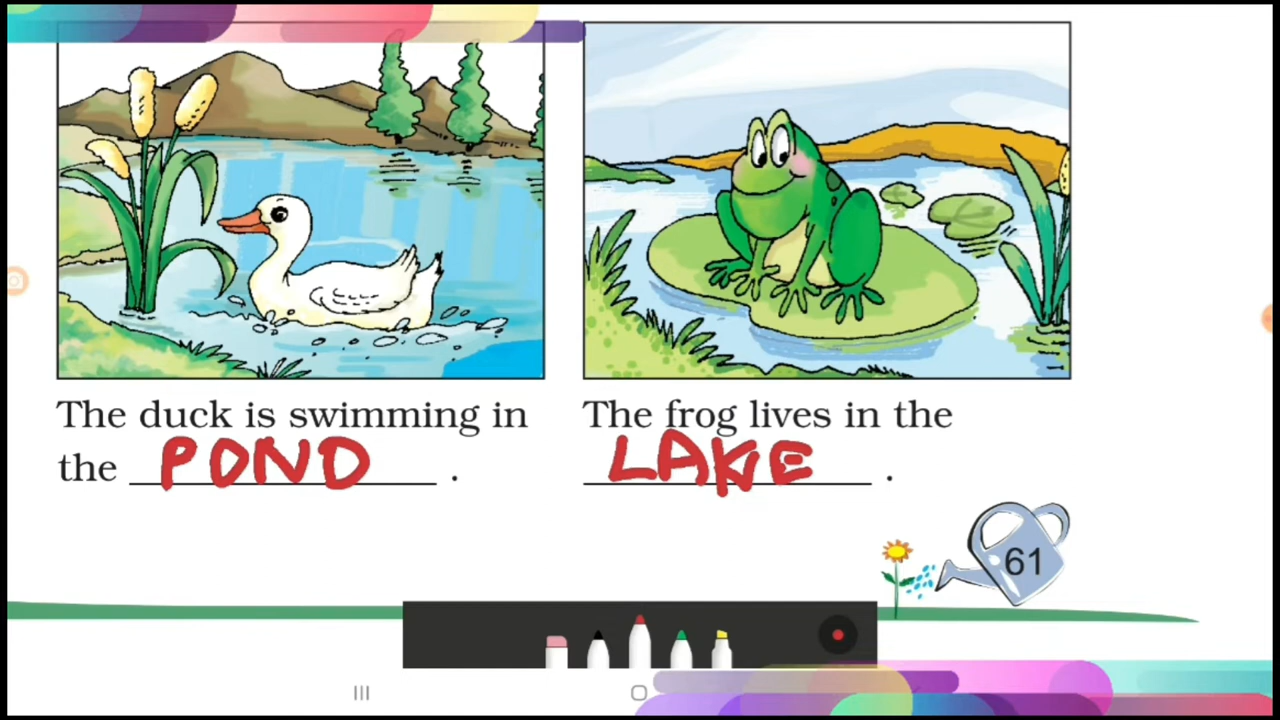 The duck is swimming in
the POND .
The frog lives in the
LAKE .
61